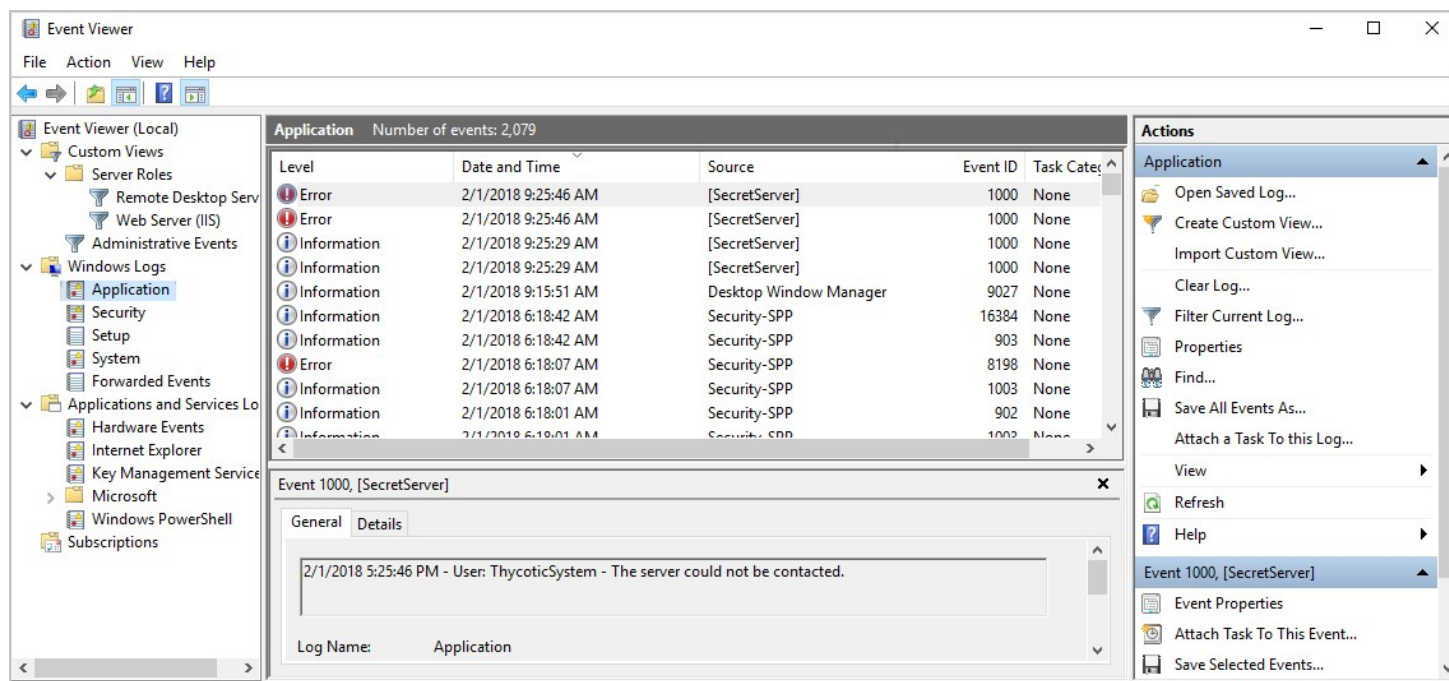 Event Viewer
File Action View Help
Event Viewer (Local)
Custom Views
Server Roles
Remote Desktop Serv
Web Server (IIS)
Administrative Events
Windows Logs
Application
Security
Setup
System
Forwarded Events
Applications and Services Lo
Hardware Events
Internet Explorer
Key Management Service
Microsoft
Windows PowerShell
Subscriptions
Application Number of events: 2,079
Level Date and Time Source Event ID Task Categ
Error 2/1/2018 9:25:46 AM [SecretServer] 1000 None
Error 2/1/2018 9:25:46 AM [SecretServer] 1000 None
Information 2/1/2018 9:25:29 AM [SecretServer] 1000 None
Information 2/1/2018 9:25:29 AM [SecretServer] 1000 None
Information 2/1/2018 9:15:51 AM Desktop Window Manager 9027 None
Information 2/1/2018 6:18:42 AM Security-SPP 16384 None
Information 2/1/2018 6:18:42 AM Security-SPP 903 None
Error 2/1/2018 6:18:07 AM Security-SPP 8198 None
Information 2/1/2018 6:18:07 AM Security-SPP 1003 None
Information 2/1/2018 6:18:01 AM Security-SPP 902 None
Information 2/1/2018 6:18:01 AM Security-SPP 1003 None
Event 1000, [SecretServer]
General Details
2/1/2018 5:25:46 PM - User: ThycoticSystem - The server could not be contacted.
Log Name: Application
Actions
Application
Open Saved Log...
Create Custom View...
Import Custom View...
Clear Log...
Filter Current Log...
Properties
Find...
Save All Events As...
Attach a Task To this Log...
View
Refresh
Help
Event 1000, [SecretServer]
Event Properties
Attach Task To This Event...
Save Selected Events...